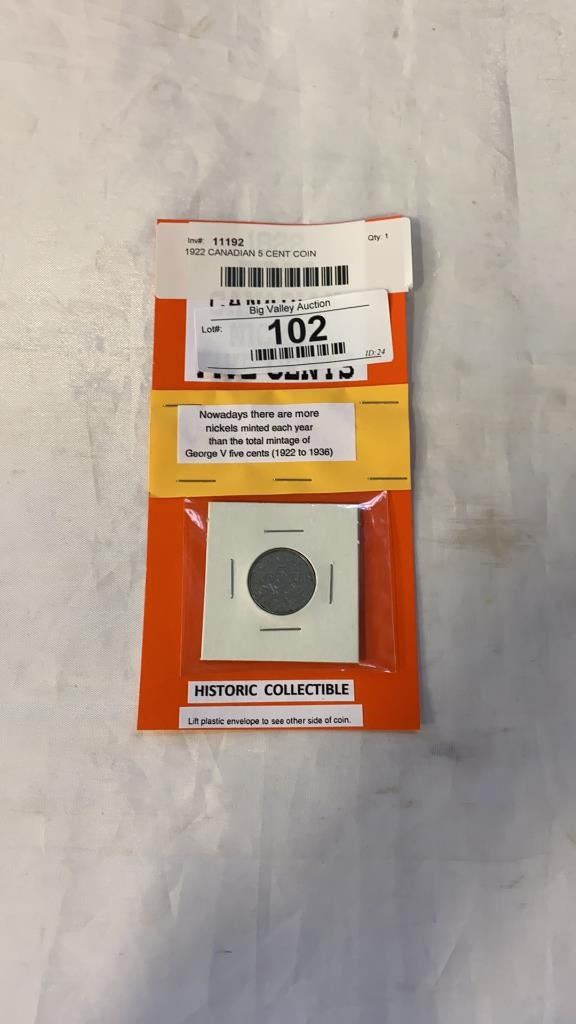 Inv#: 11192 Qty: 1
1922 CANADIAN 5 CENT COIN
Big Valley Auction
Lot#: 102
ID:24
FIVE CENTS
Nowadays there are more
nickels minted each year
than the total mintage of
George V five cents (1922 to 1936)
HISTORIC COLLECTIBLE
Lift plastic envelope to see other side of coin.